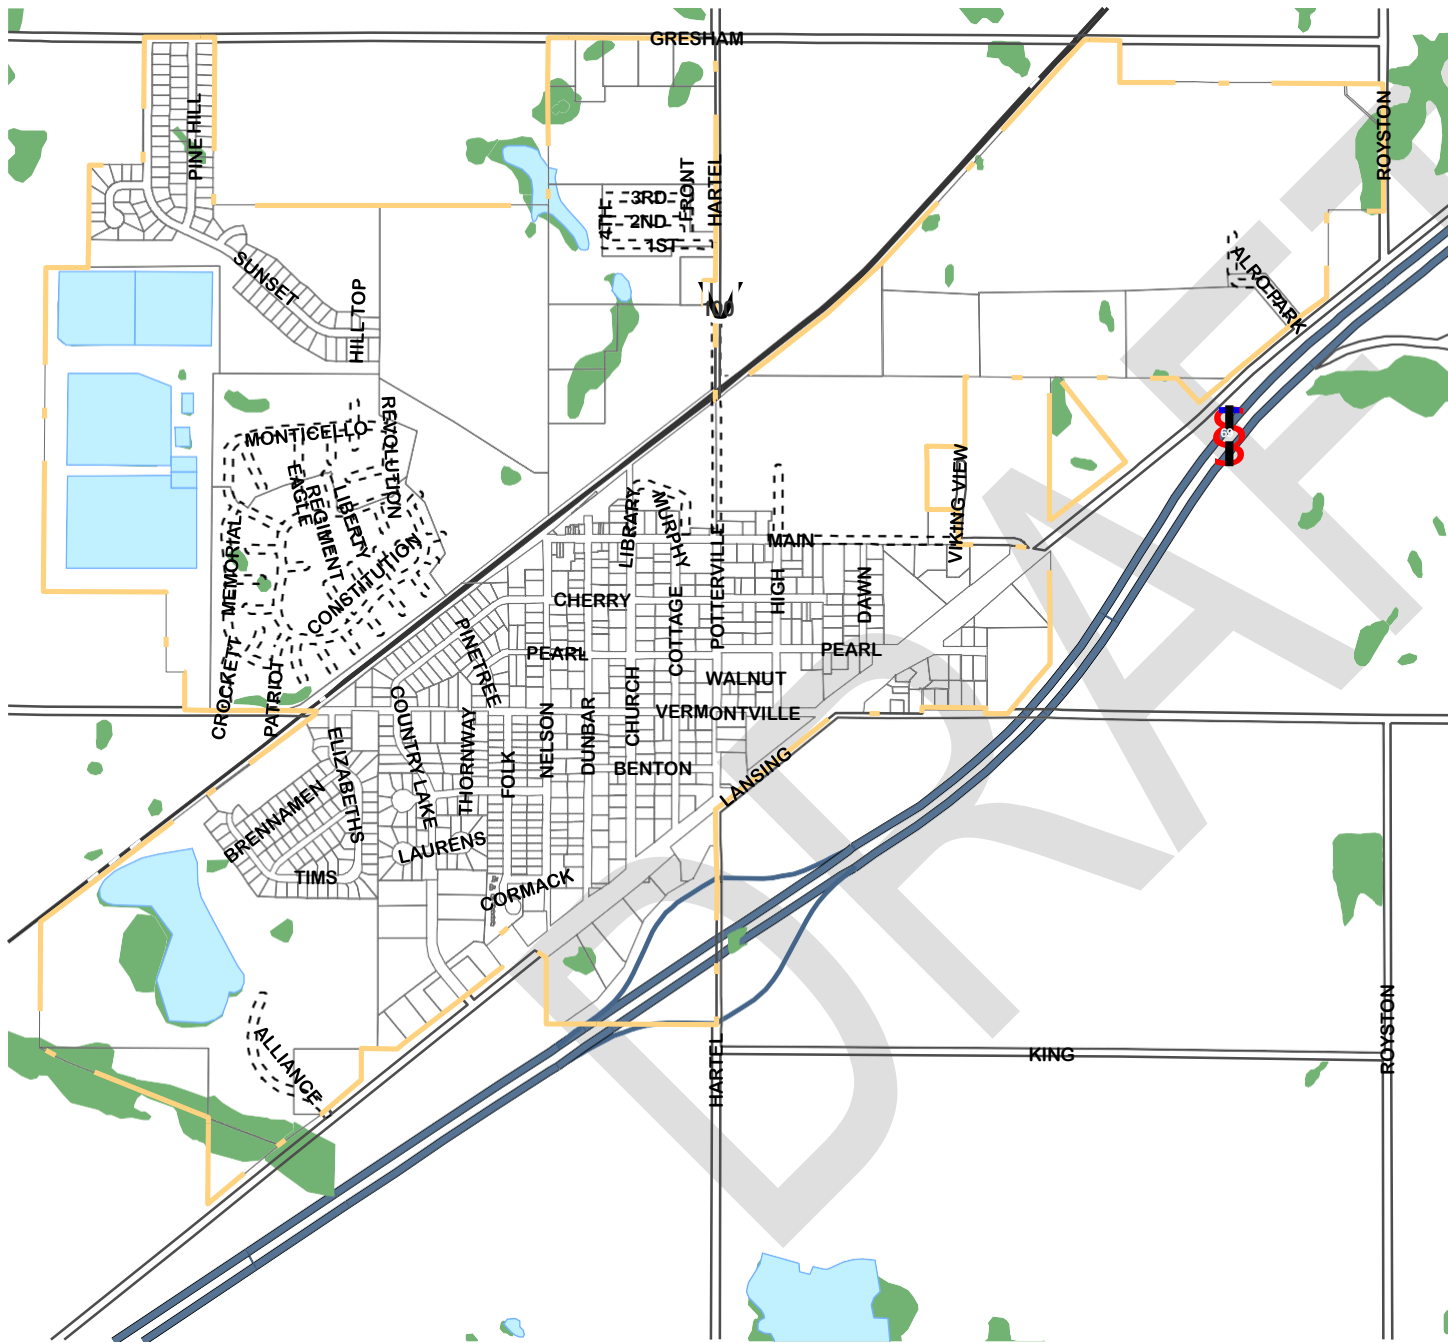 GRESHAM
PINE HILL
ROYSTON
3RD
2ND
1ST
4TH
FRONT
HARTEL
SUNSET
HILL TOP
100
ALRO PARK
MONTICELLO
REVOLUTION
EAGLE
REGIMENT
LIBERTY
CONSTITUTION
MEMORIAL
CROCKETT
PATRIOT
LIBRARY
MURPHY
MAIN
VIKING VIEW
69
CHERRY
COTTAGE
POTTERVILLE
HIGH
DAWN
PINETREE
PEARL
PEARL
WALNUT
VERMONTVILLE
COUNTRY LAKE
THORNWAY
FOLK
NELSON
DUNBAR
CHURCH
BENTON
LANSING
ELIZABETHS
BRENNAMEN
TIMS
LAURENS
CORMACK
ALLIANCE
HARTEL
KING
ROYSTON
DRAFT